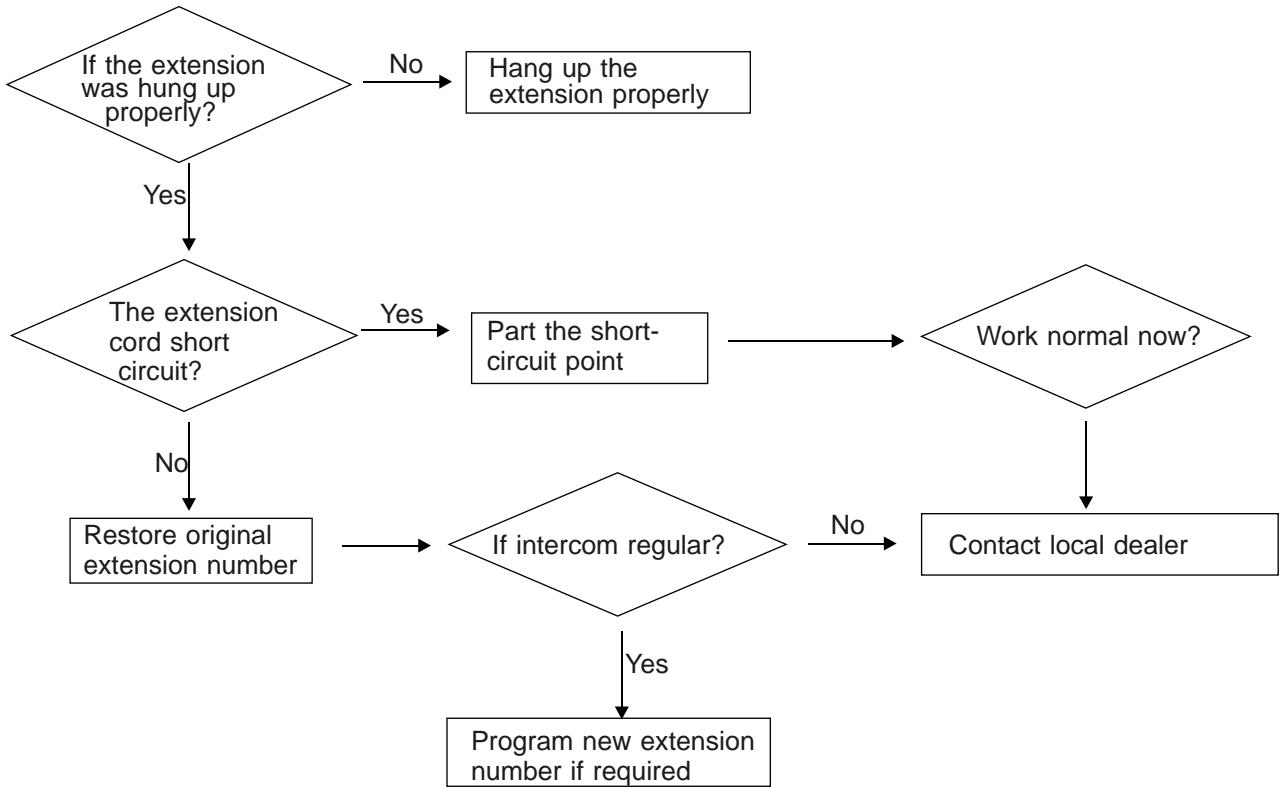 If the extension
was hung up
properly?
No
Hang up the
extension properly
Yes
The extension
cord short
circuit?
Yes
Part the short-
circuit point
Work normal now?
No
Restore original
extension number
If intercom regular?
No
Contact local dealer
Yes
Program new extension
number if required